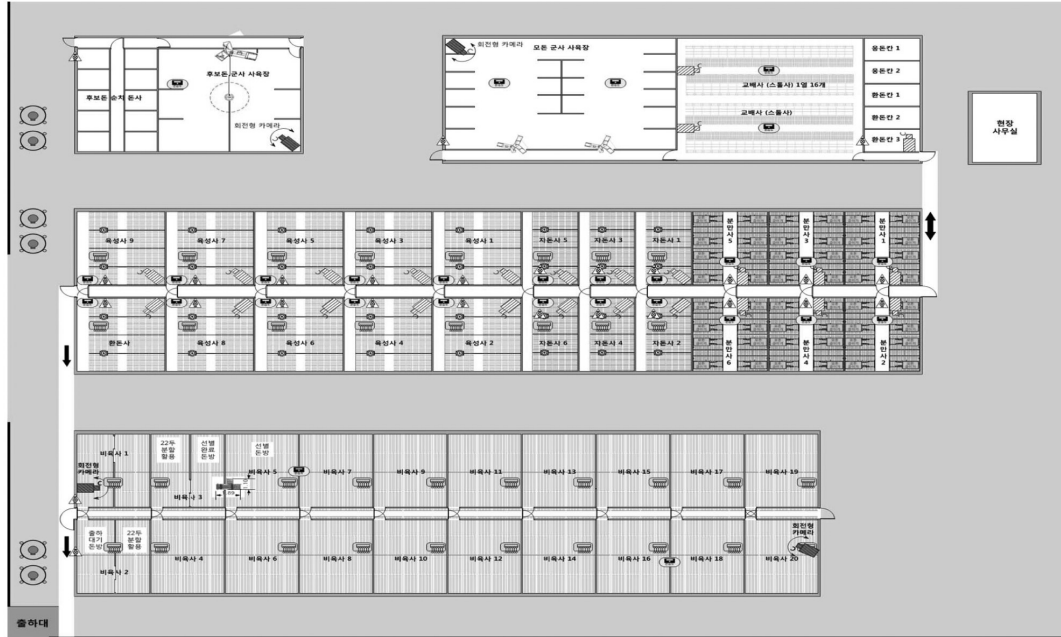 회전형 카메라
모든 군사 사육장
웅돈칸 1
후보돈 군사 사육장
웅돈칸 2
교배사 (스톨사) 1열 16개
후보돈 순치 돈사
환돈칸 1
교배사 (스톨사)
환돈칸 2
회전형 카메라
환돈칸 3
현장
사무실
육성사 9
육성사 7
육성사 5
육성사 3
육성사 1
자돈사 5
자돈사 3
자돈사 1
분만사 5
분만사 3
분만사 1
환돈사
육성사 8
육성사 6
육성사 4
육성사 2
자돈사 6
자돈사 4
자돈사 2
분만사 6
분만사 4
분만사 2
비육사 1
22두
분할
활용
선별
완료
돈방
선별
돈방
회전형
카메라
비육사 3
비육사 5
비육사 7
비육사 9
비육사 11
비육사 13
비육사 15
비육사 17
비육사 19
출하
대기
돈방
22두
분할
활용
회전형
카메라
비육사 2
비육사 4
비육사 6
비육사 8
비육사 10
비육사 12
비육사 14
비육사 16
비육사 18
비육사 20
출하대